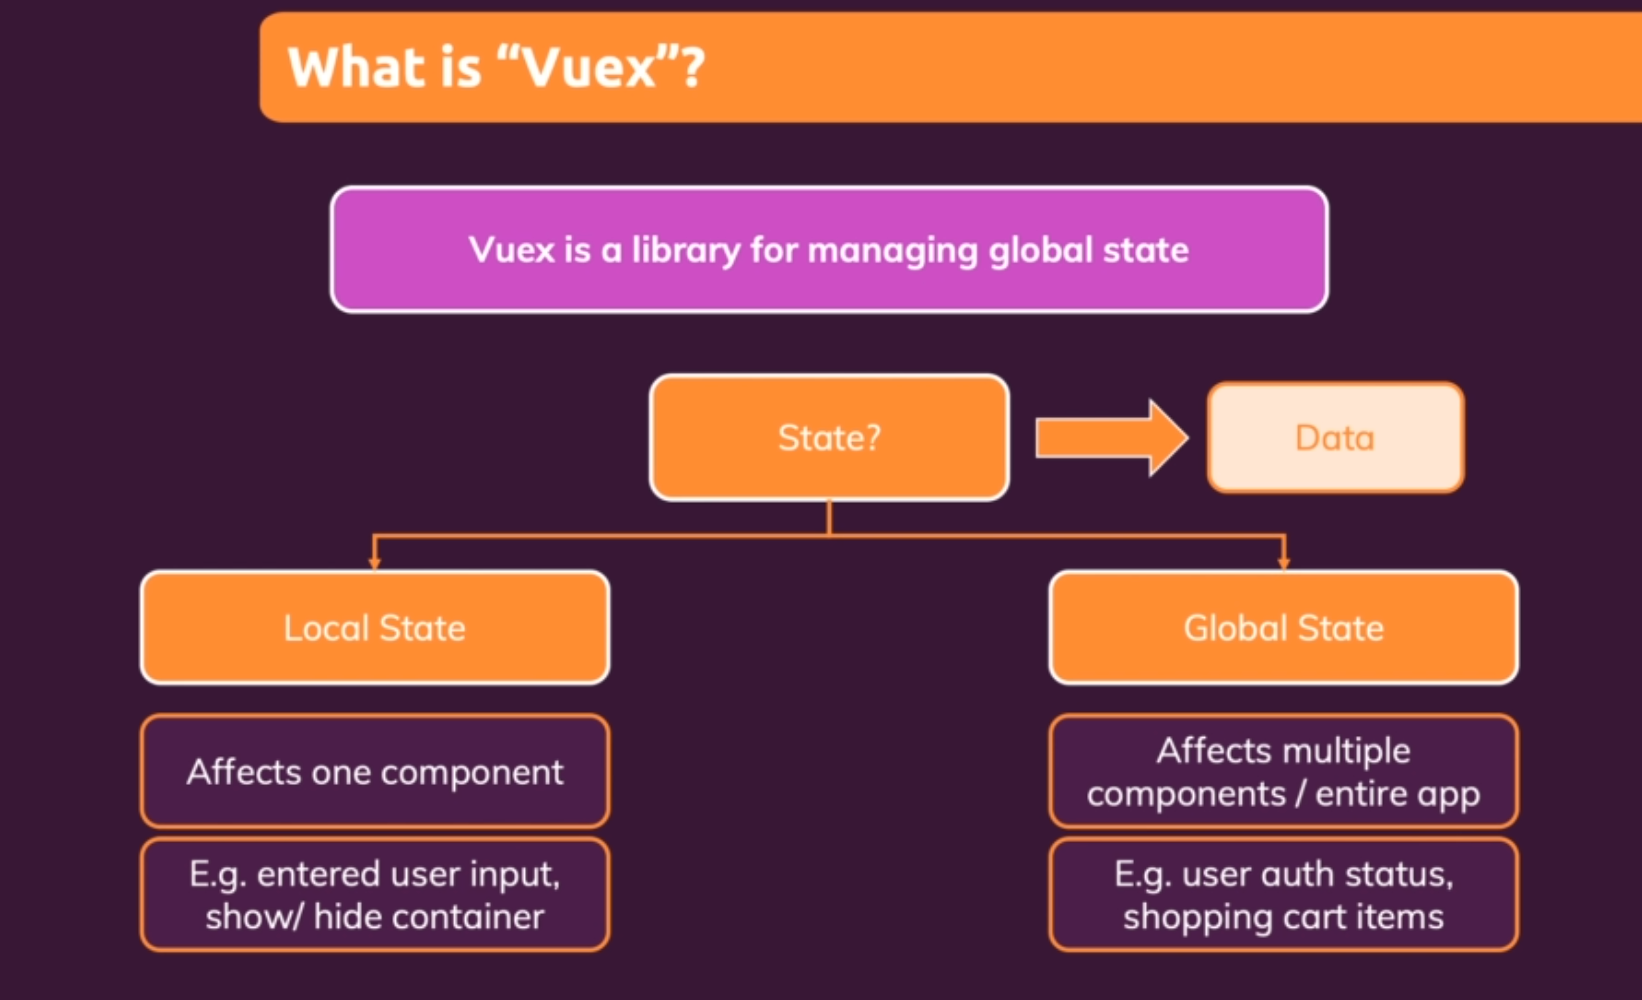 What is “Vuex”?
Vuex is a library for managing global state
State?
Data
Local State
Global State
Affects one component
Affects multiple
components / entire app
E.g. entered user input,
show/ hide container
E.g. user auth status,
shopping cart items